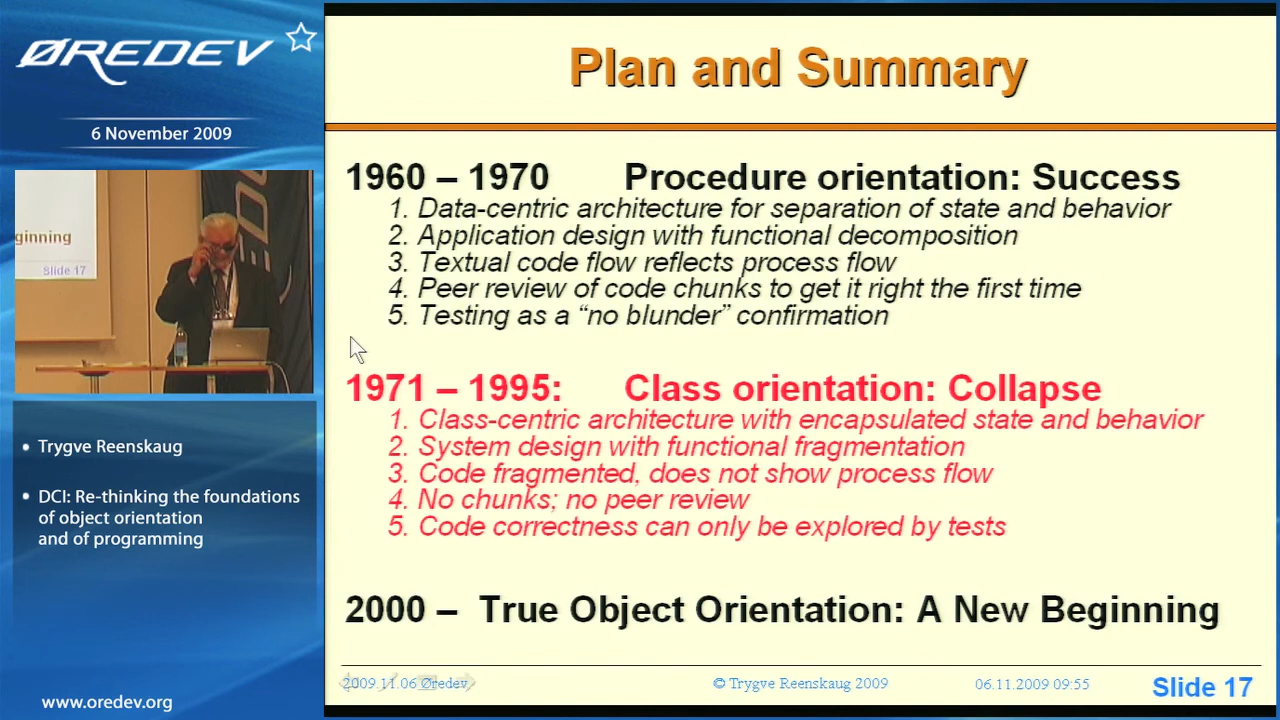 ØREDEV
6 November 2009
ginning
Slide 17
Trygve Reenskaug
DCI: Re-thinking the foundations
of object orientation
and of programming
www.oredev.org
Plan and Summary
1960 – 1970 Procedure orientation: Success
1. Data-centric architecture for separation of state and behavior
2. Application design with functional decomposition
3. Textual code flow reflects process flow
4. Peer review of code chunks to get it right the first time
5. Testing as a “no blunder” confirmation
1971 – 1995: Class orientation: Collapse
1. Class-centric architecture with encapsulated state and behavior
2. System design with functional fragmentation
3. Code fragmented, does not show process flow
4. No chunks; no peer review
5. Code correctness can only be explored by tests
2000 – True Object Orientation: A New Beginning
2009.11.06 Øredev
© Trygve Reenskaug 2009
06.11.2009 09:55
Slide 17